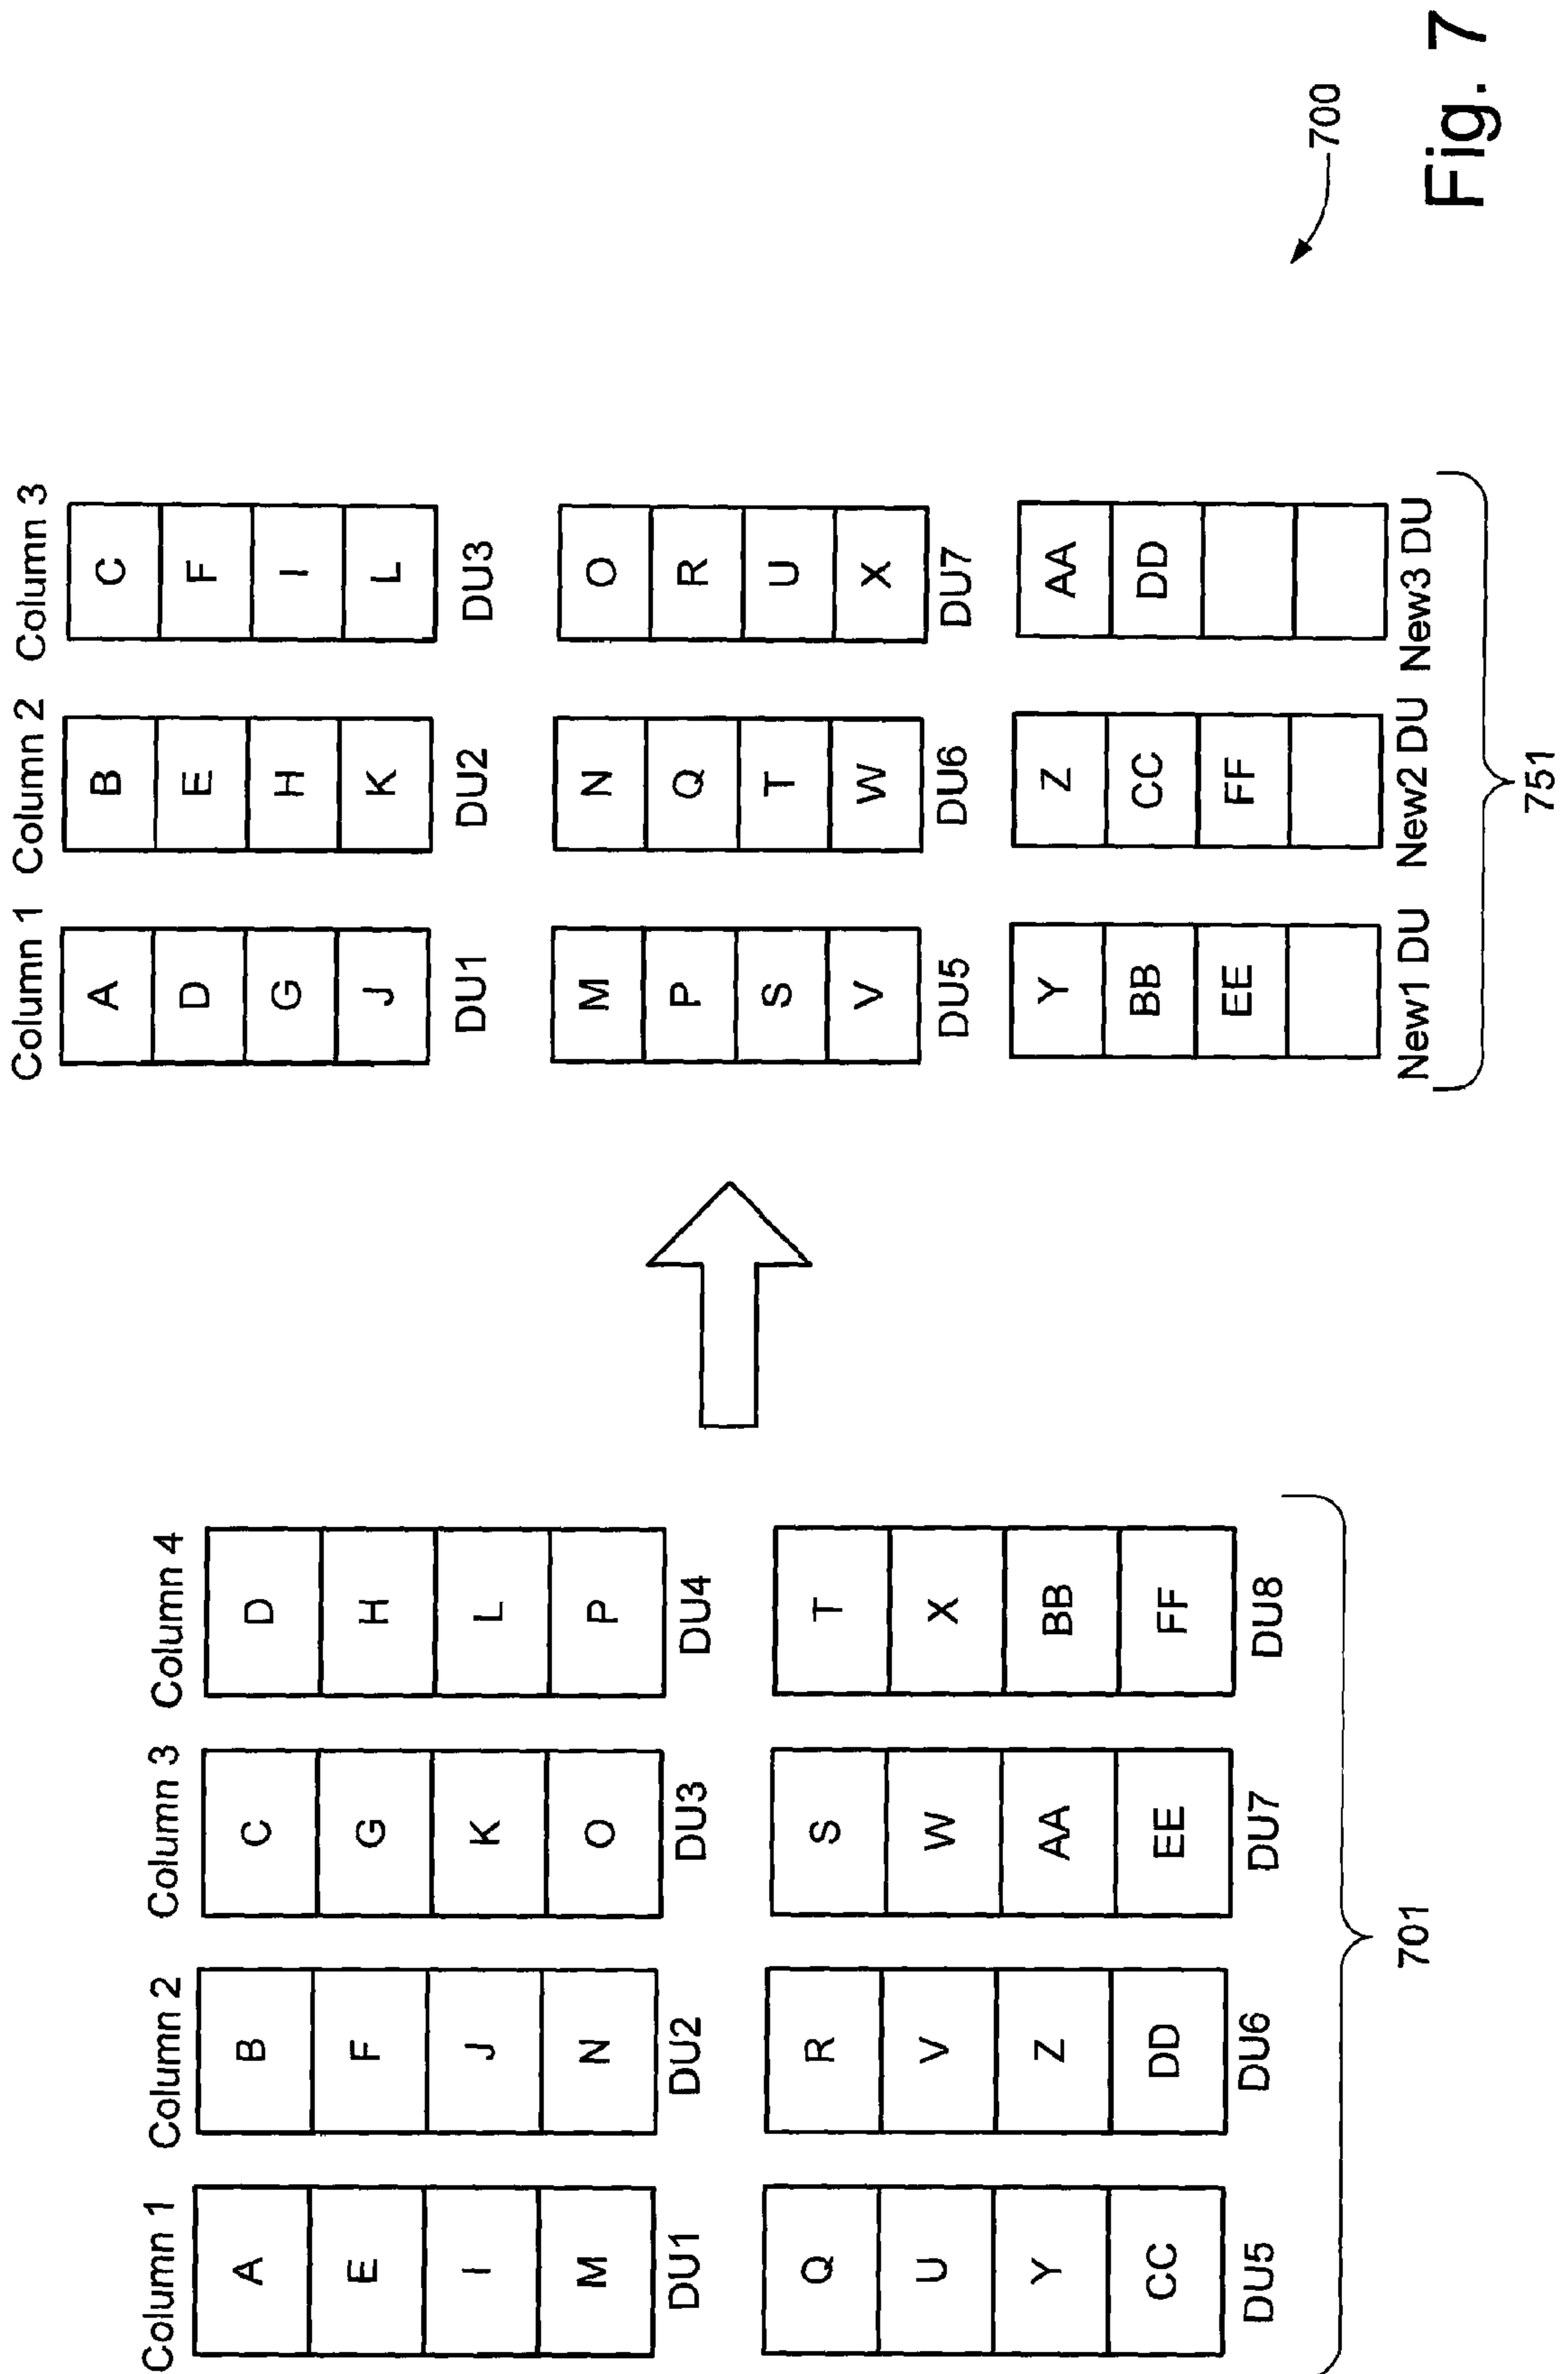 Column 1 Column 2 Column 3 Column 4
A B C D
E F G H
I J K L
M N O P
DU1 DU2 DU3 DU4
Q R S T
U V W X
Y Z AA BB
CC DD EE FF
DU5 DU6 DU7 DU8
701
Column 1 Column 2 Column 3
A B C
D E F
G H I
J K L
DU1 DU2 DU3
M N O
P Q R
S T U
V W X
DU5 DU6 DU7
Y Z AA
BB CC DD
EE FF
New1 DU New2 DU New3 DU
751
700
Fig. 7